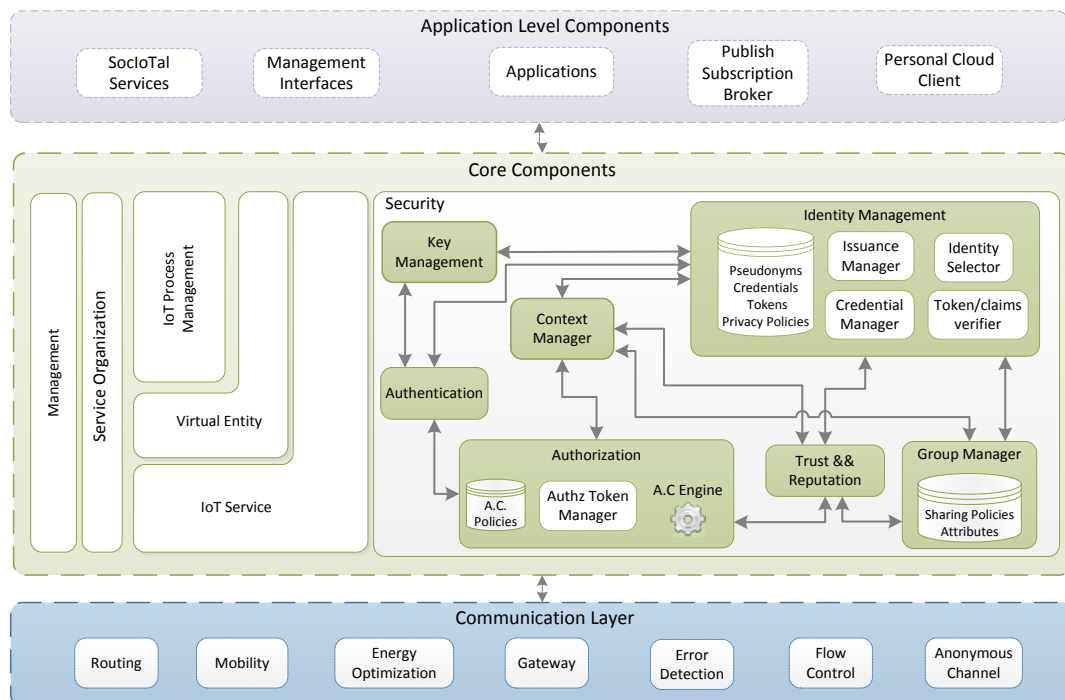 Application Level Components
SocIoTal
Services
Management
Interfaces
Applications
Publish
Subscription
Broker
Personal Cloud
Client
Core Components
Management
Service Organization
IoT Process
Management
Virtual Entity
IoT Service
Security
Key
Management
Context
Manager
Authentication
Identity Management
Pseudonyms
Credentials
Tokens
Privacy Policies
Issuance
Manager
Identity
Selector
Credential
Manager
Token/claims
verifier
Authorization
A.C.
Policies
Authz Token
Manager
A.C Engine
Trust &&
Reputation
Group Manager
Sharing Policies
Attributes
Communication Layer
Routing
Mobility
Energy
Optimization
Gateway
Error
Detection
Flow
Control
Anonymous
Channel